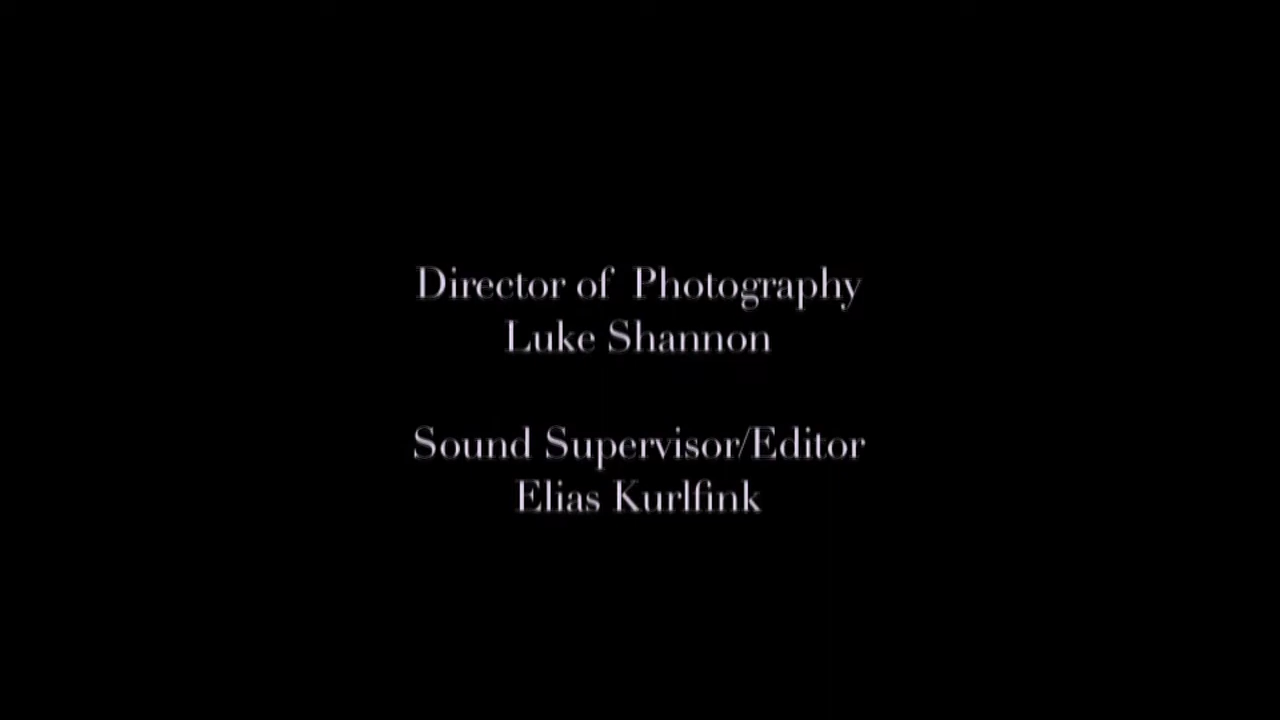 Director of Photography
Luke Shannon
Sound Supervisor/Editor
Elias Kurlfink